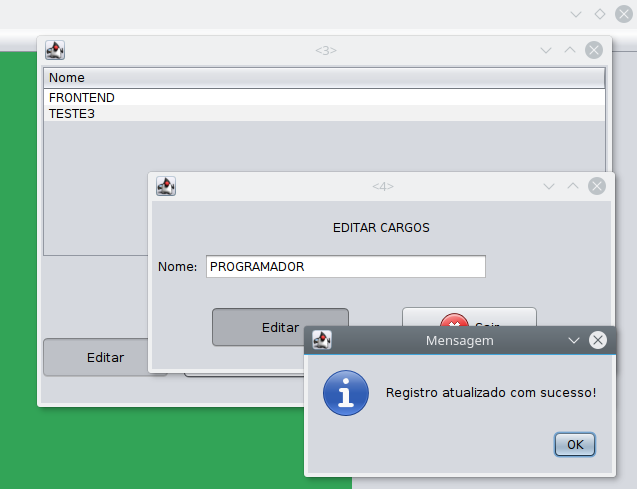 <3>
Nome
FRONTEND
TESTE3
<4>
EDITAR CARGOS
Nome: PROGRAMADOR
Editar
Sair
Editar
Mensagem
Registro atualizado com sucesso!
OK